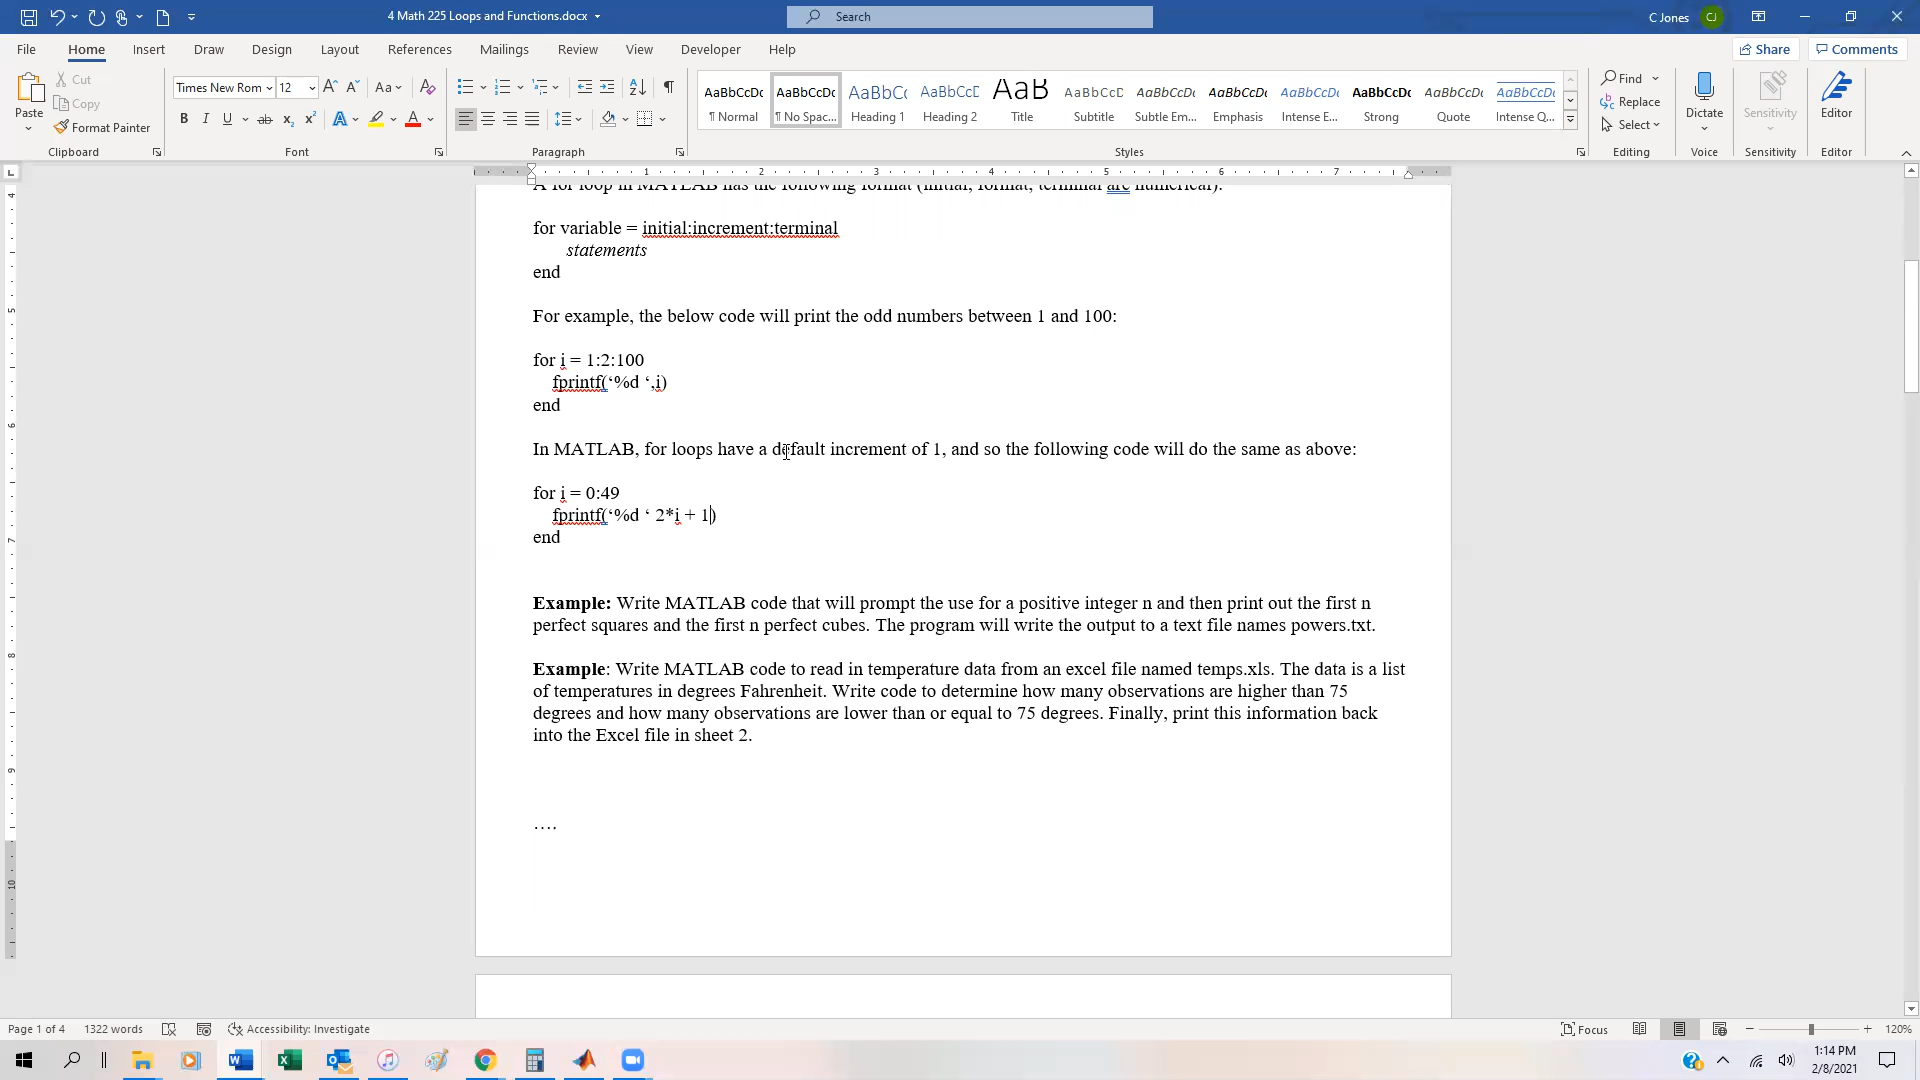 4 Math 225 Loops and Functions.docx
Search
C Jones
CJ
File Home Insert Draw Design Layout References Mailings Review View Developer Help
Share
Comments
Paste
Cut
Copy
Format Painter
Clipboard
Times New Rom
12
Font
Paragraph
AaBbCcDc ¶ Normal
AaBbCcDc ¶ No Spac...
AaBbCc Heading 1
AaBbCcD Heading 2
AaB Title
AaBbCcD Subtitle
AaBbCcDc Subtle Em...
AaBbCcDc Emphasis
AaBbCcDc Intense E...
AaBbCcDc Strong
AaBbCcDc Quote
AaBbCcDc Intense Q...
Styles
Find
Replace
Select
Editing
Dictate
Voice
Sensitivity
Sensitivity
Editor
Editor
1 2 3 4 5 6 7
A for loop in MATLAB has the following format (initial, format, terminal are numerical).
for variable = initial:increment:terminal
statements
end
For example, the below code will print the odd numbers between 1 and 100:
for i = 1:2:100
fprintf(‘%d ‘,i)
end
In MATLAB, for loops have a default increment of 1, and so the following code will do the same as above:
for i = 0:49
fprintf(‘%d ‘ 2*i + 1)
end
Example: Write MATLAB code that will prompt the use for a positive integer n and then print out the first n
perfect squares and the first n perfect cubes. The program will write the output to a text file names powers.txt.
Example: Write MATLAB code to read in temperature data from an excel file named temps.xls. The data is a list
of temperatures in degrees Fahrenheit. Write code to determine how many observations are higher than 75
degrees and how many observations are lower than or equal to 75 degrees. Finally, print this information back
into the Excel file in sheet 2.
….
Page 1 of 4 1322 words Accessibility: Investigate
Focus
120%
1:14 PM
2/8/2021